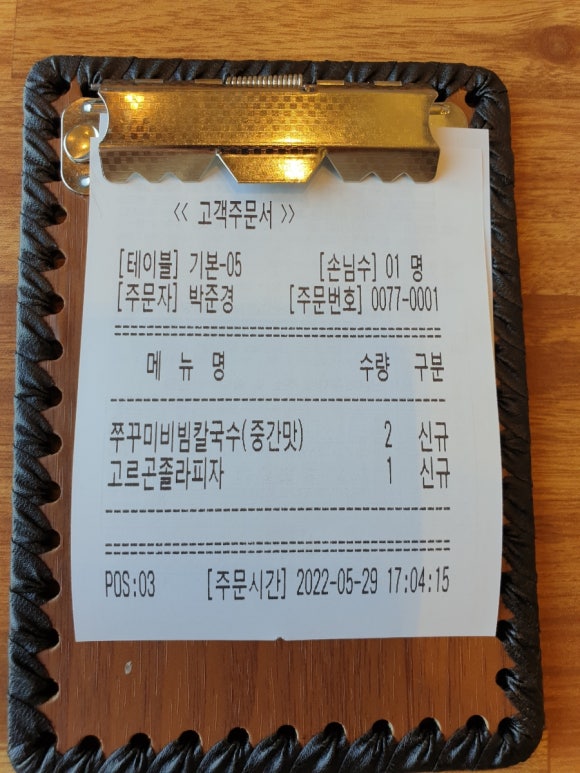 << 고객주문서 >>
[테이블] 기본-05 [손님수] 01 명
[주문자] 박준경 [주문번호] 0077-0001
메 뉴 명 수량 구분
쭈꾸미비빔칼국수(중간맛) 2 신규
고르곤졸라피자 1 신규
POS:03 [주문시간] 2022-05-29 17:04:15